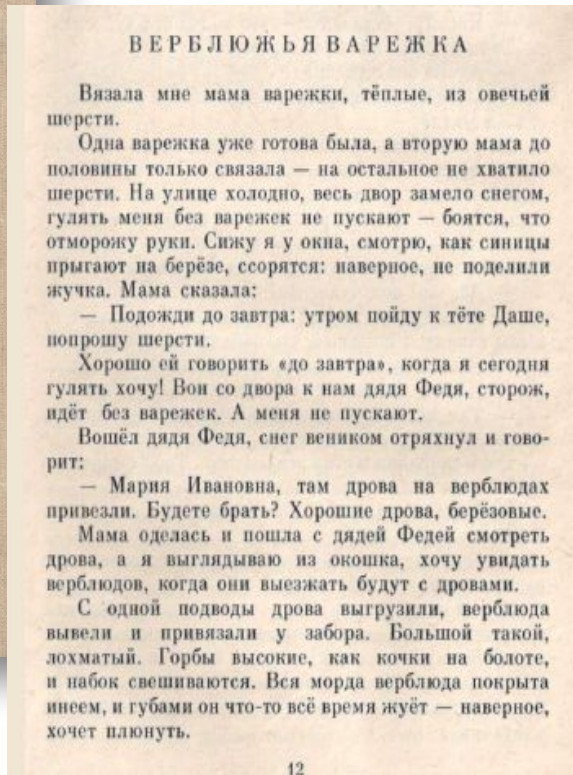 ВЕРБЛЮЖЬЯ ВАРЕЖКА
Вязала мне мама варежки, тёплые, из овечьей
шерсти.
Одна варежка уже готова была, а вторую мама до
половины только связала — на остальное не хватило
шерсти. На улице холодно, весь двор замело снегом,
гулять меня без варежек не пускают — боятся, что
отморожу руки. Сижу я у окна, смотрю, как синицы
прыгают на берёзе, ссорятся: наверное, не поделили
жучка. Мама сказала:
— Подожди до завтра: утром пойду к тёте Даше,
попрошу шерсти.
Хорошо ей говорить «до завтра», когда я сегодня
гулять хочу! Вон со двора к нам дядя Федя, сторож,
идёт без варежек. А меня не пускают.
Вошёл дядя Федя, снег веником отряхнул и гово-
рит:
— Мария Ивановна, там дрова на верблюдах
привезли. Будете брать? Хорошие дрова, берёзовые.
Мама оделась и пошла с дядей Федей смотреть
дрова, а я выглядываю из окошка, хочу увидать
верблюдов, когда они выезжать будут с дровами.
С одной подводы дрова выгрузили, верблюда
вывели и привязали у забора. Большой такой,
лохматый. Горбы высокие, как кочки на болоте,
и набок свешиваются. Вся морда верблюда покрыта
инеем, и губами он что-то всё время жуёт — наверное,
хочет плюнуть.
12